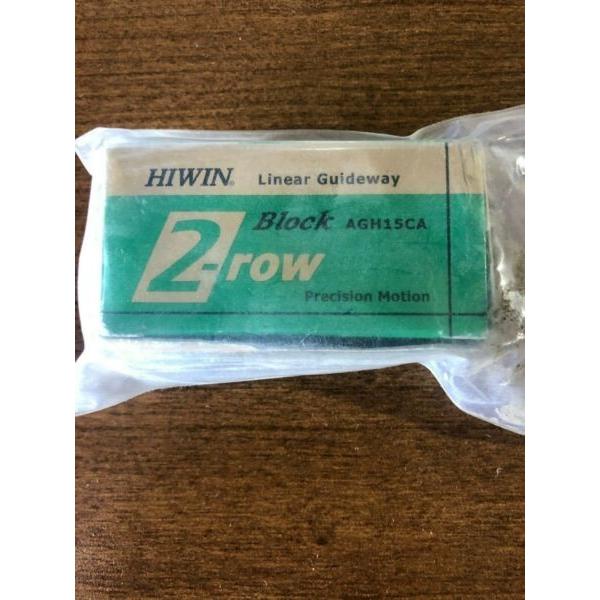 HIWIN® Linear Guideway
Block AGH15CA
2-row
Precision Motion